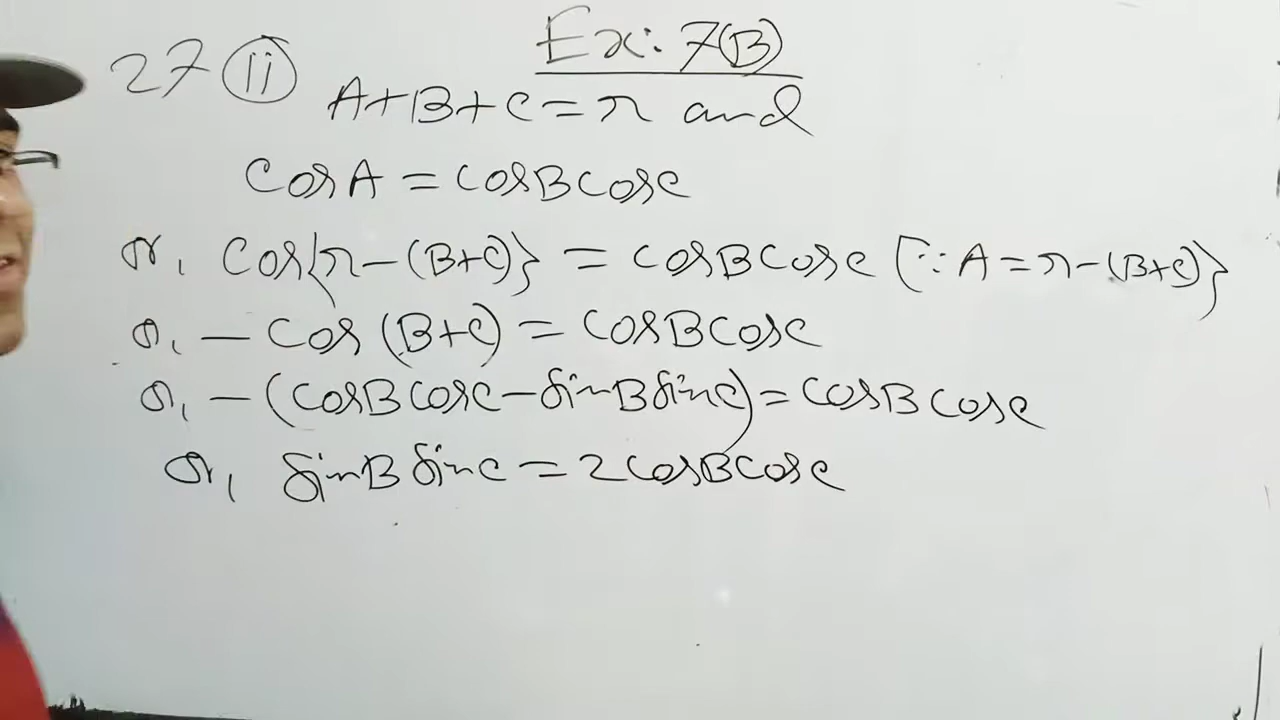 Ex: 7(B)
27 (ii)
A+B+C=π and
CosA = cosBcosc
or, Cos{π-(B+C)} = cosBcosc {∵A=π-(B+C)}
or, -Cos(B+C) = CosBcosc
or, -(cosBcosc-sinBsinc)=cosBcosc
or, sinBsinc=2cosBcosc